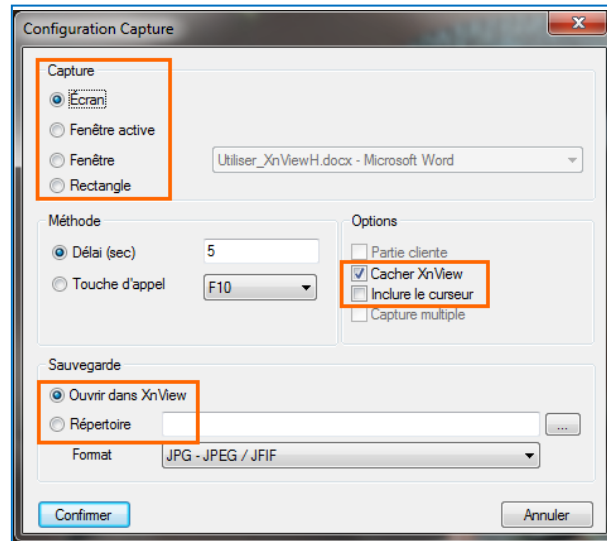 Configuration Capture
Capture
Écran
Fenêtre active
Fenêtre
Utiliser_XnViewH.docx - Microsoft Word
Rectangle
Méthode
Options
Délai (sec)
5
Partie cliente
Touche d'appel
F10
Cacher XnView
Inclure le curseur
Capture multiple
Sauvegarde
Ouvrir dans XnView
Répertoire
...
Format
JPG - JPEG / JFIF
Confirmer
Annuler